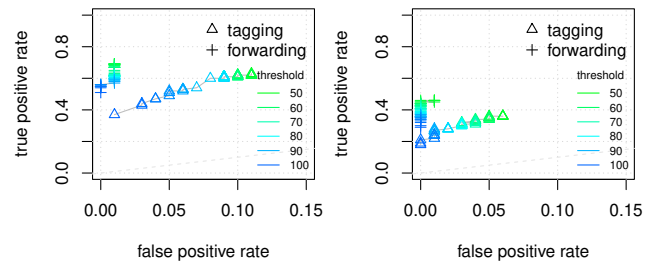 true positive rate
0.0 0.4 0.8
tagging
forwarding
threshold
50
60
70
80
90
100
0.00 0.05 0.10 0.15
false positive rate
true positive rate
0.0 0.4 0.8
tagging
forwarding
threshold
50
60
70
80
90
100
0.00 0.05 0.10 0.15
false positive rate